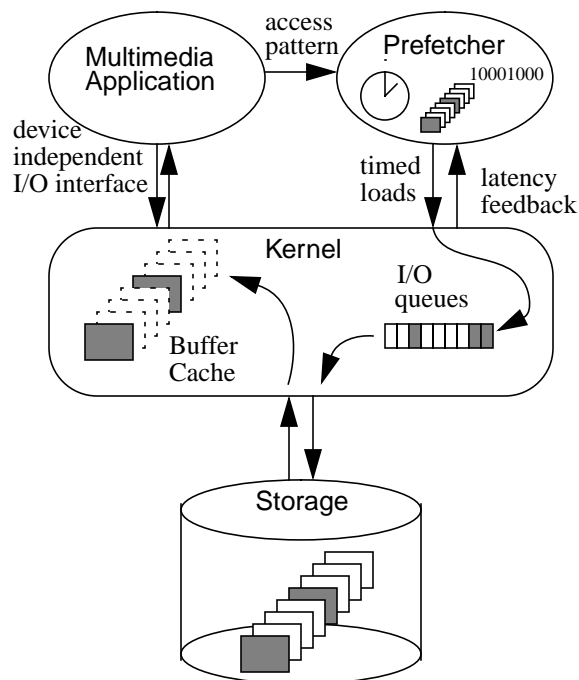 Multimedia
Application
access
pattern
Prefetcher
10001000
device
independent
I/O interface
timed
loads
latency
feedback
Kernel
I/O
queues
Buffer
Cache
Storage